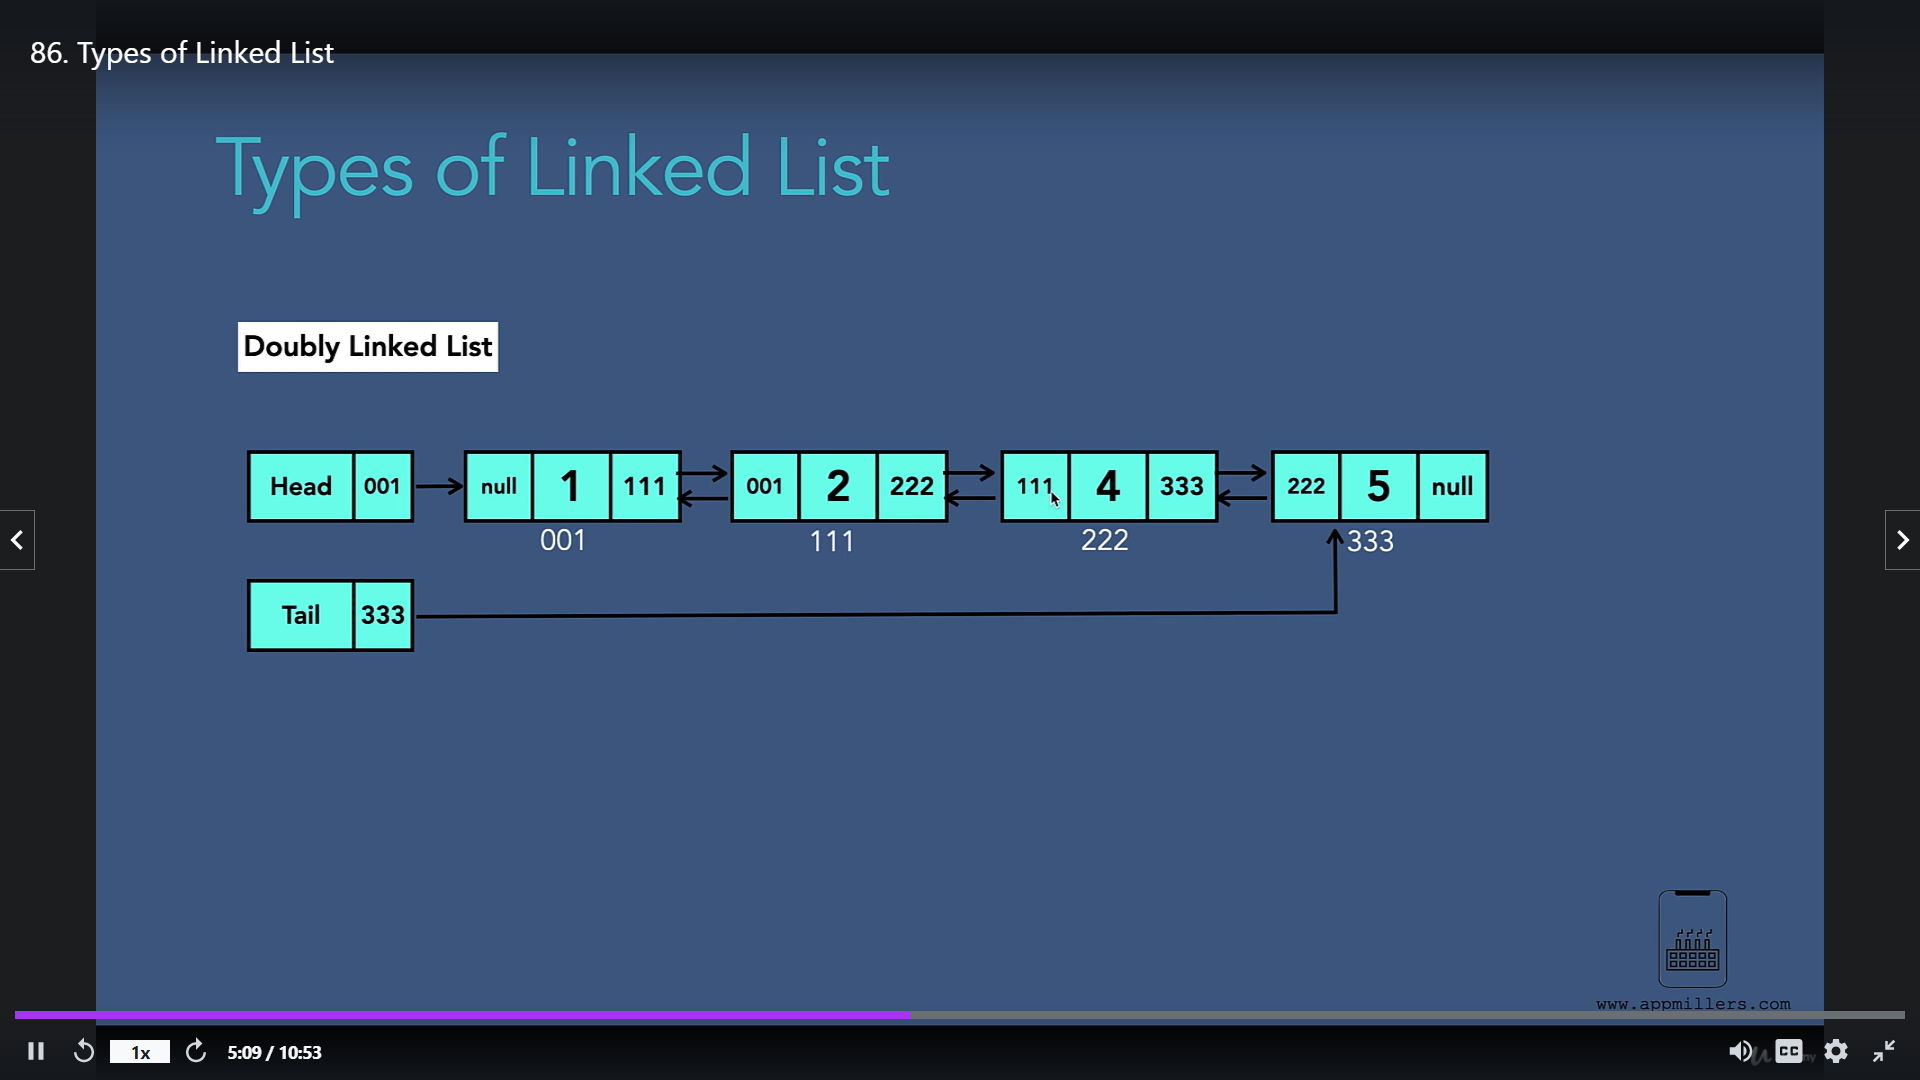 86. Types of Linked List
Types of Linked List
Doubly Linked List
Head 001 null 1 111 001 2 222 111 4 333 222 5 null
001 111 222 333
Tail 333
www.appmillers.com
1x 5:09 / 10:53 CC